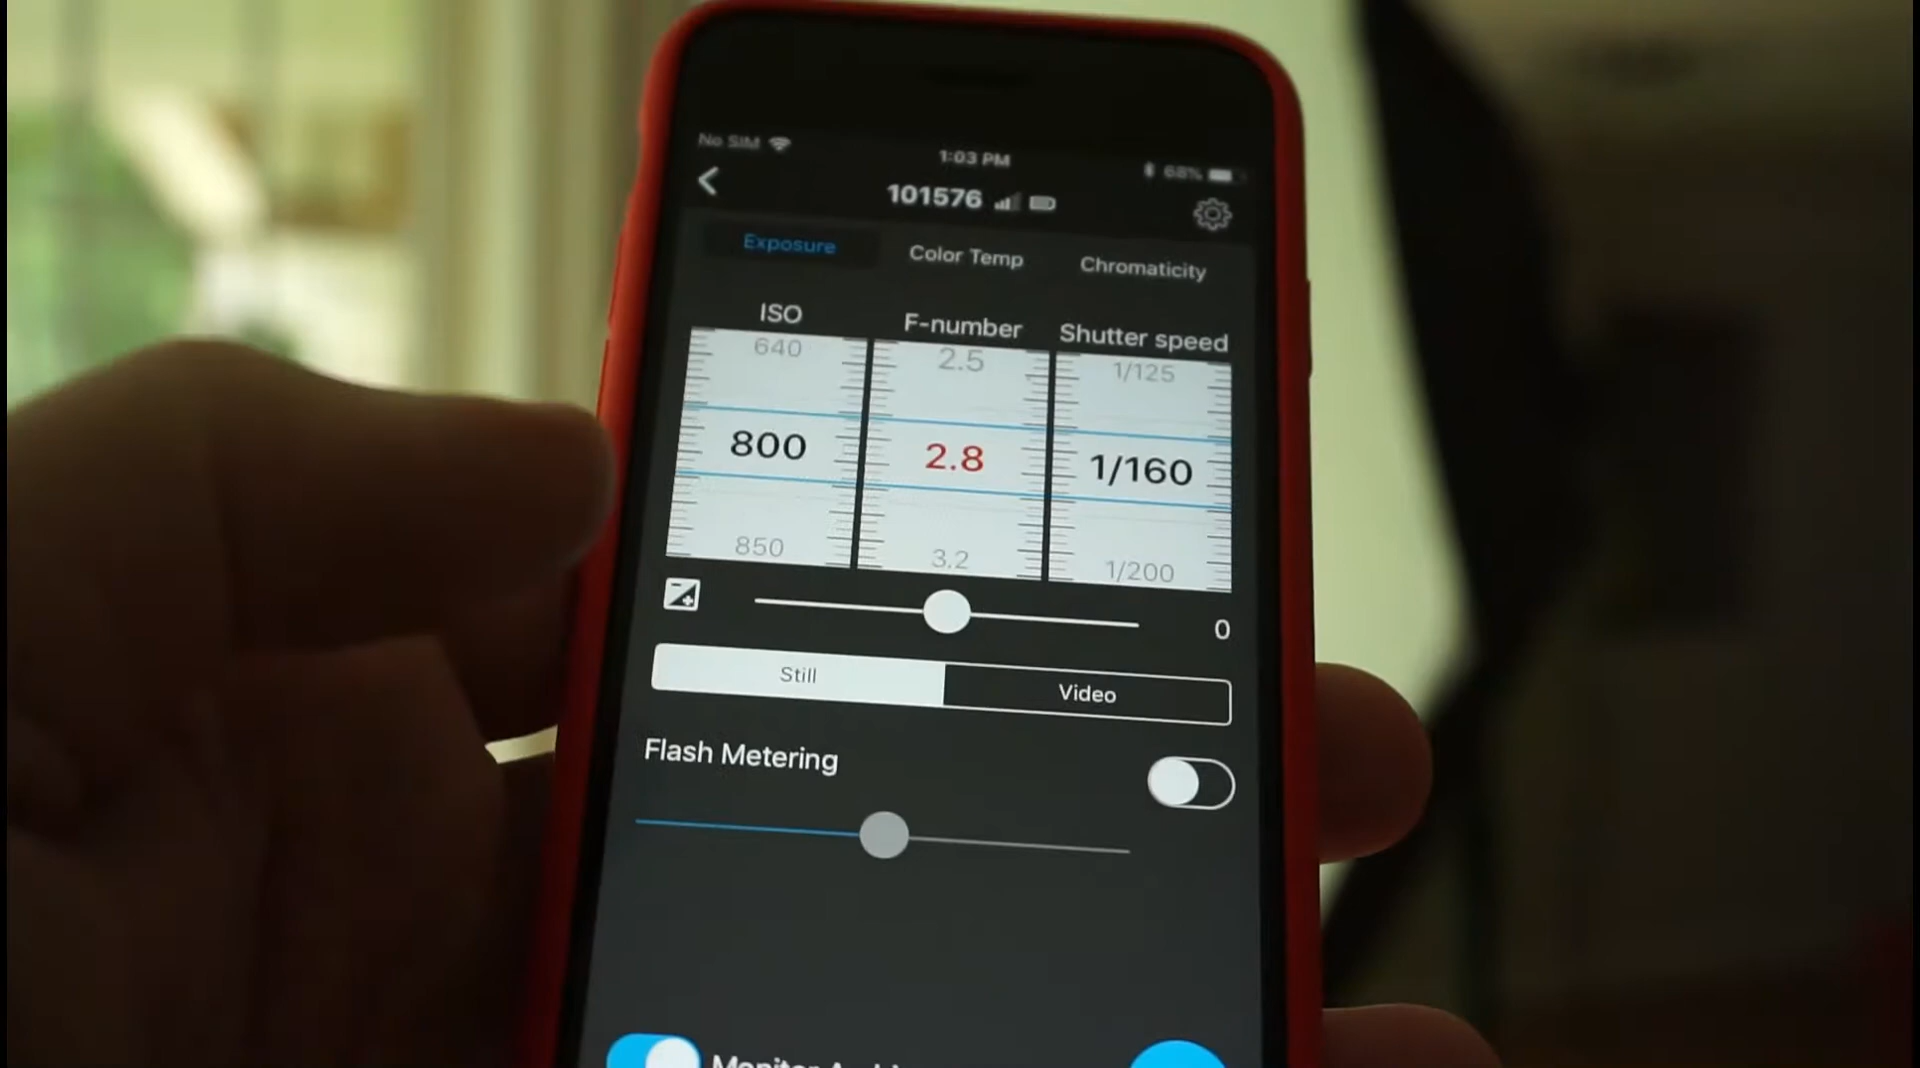 No SIM 1:03 PM 68%
101576
Exposure Color Temp Chromaticity
ISO F-number Shutter speed
640 2.5 1/125
800 2.8 1/160
850 3.2 1/200
0
Still Video
Flash Metering
Monitor